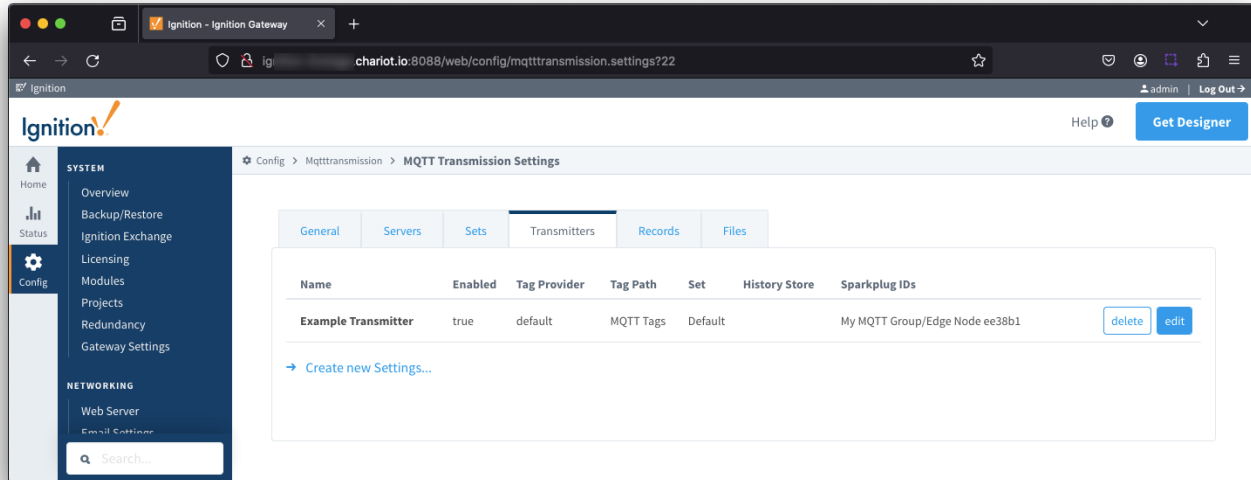 Ignition - Ignition Gateway
.chariot.io:8088/web/config/mqtttransmission.settings?22
Ignition
admin | Log Out
Ignition!
Help
Get Designer
Home
Status
Config
SYSTEM
Overview
Backup/Restore
Ignition Exchange
Licensing
Modules
Projects
Redundancy
Gateway Settings
NETWORKING
Web Server
Email Settings
Search...
Config > Mqtttransmission > MQTT Transmission Settings
General Servers Sets Transmitters Records Files
Name Enabled Tag Provider Tag Path Set History Store Sparkplug IDs
Example Transmitter true default MQTT Tags Default My MQTT Group/Edge Node ee38b1 delete edit
Create new Settings...